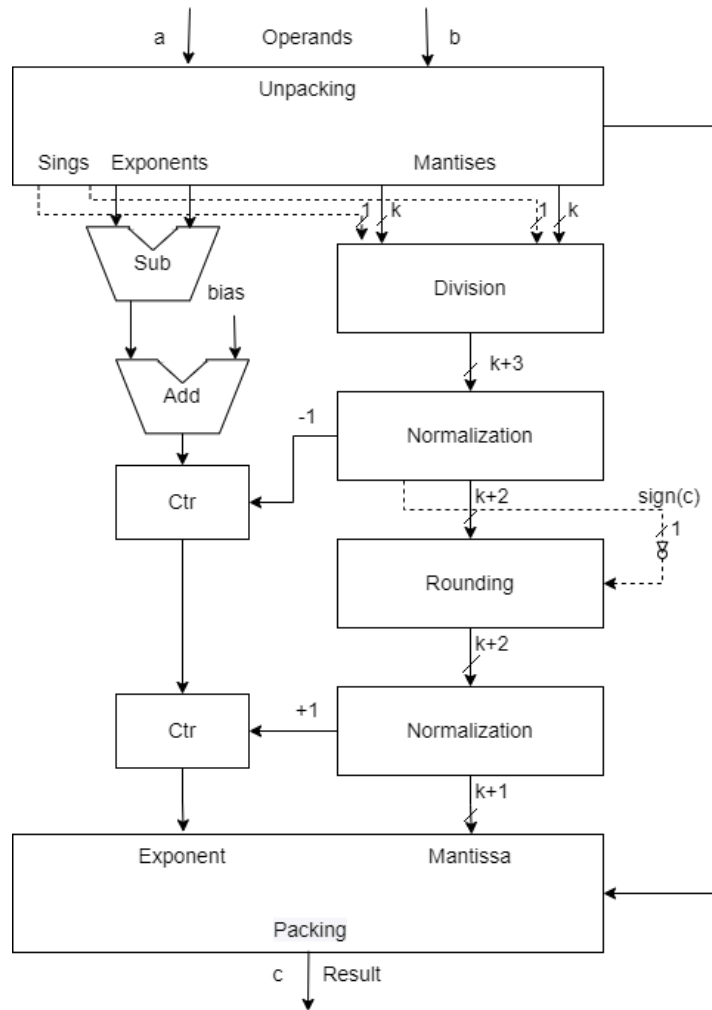 a Operands b
Unpacking
Sings Exponents Mantises
1 k 1 k
Sub
bias
Division
k+3
Add
-1
Normalization
Ctr
k+2
sign(c)
1
Rounding
k+2
+1
Ctr
Normalization
k+1
Exponent Mantissa
Packing
c Result